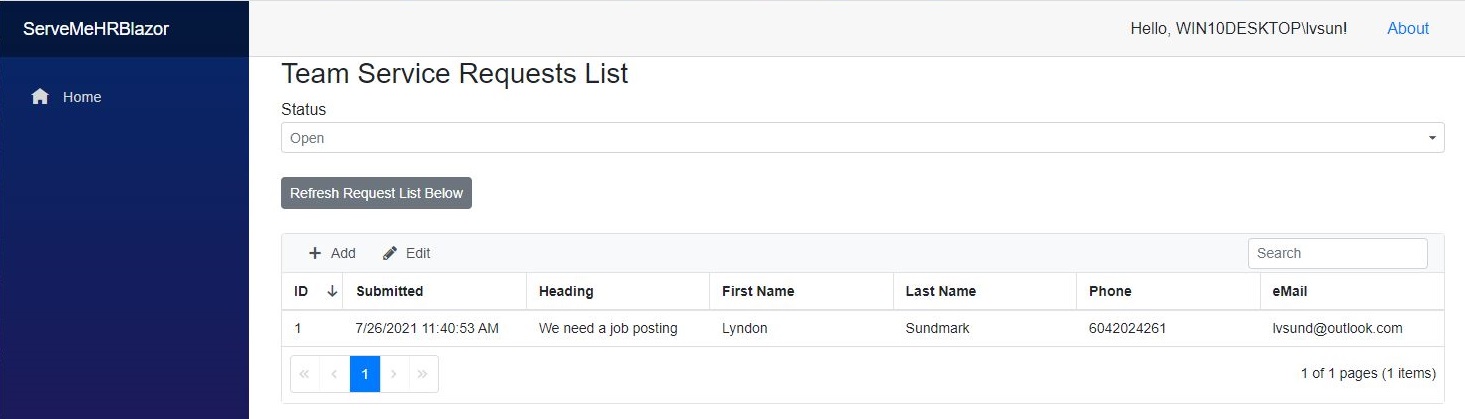 ServeMeHRBlazor
Hello, WIN10DESKTOP\lvsun! About
Home
Team Service Requests List
Status
Open
Refresh Request List Below
Add Edit Search
ID Submitted Heading First Name Last Name Phone eMail
1 7/26/2021 11:40:53 AM We need a job posting Lyndon Sundmark 6042024261 lvsund@outlook.com
« ‹ 1 › » 1 of 1 pages (1 items)